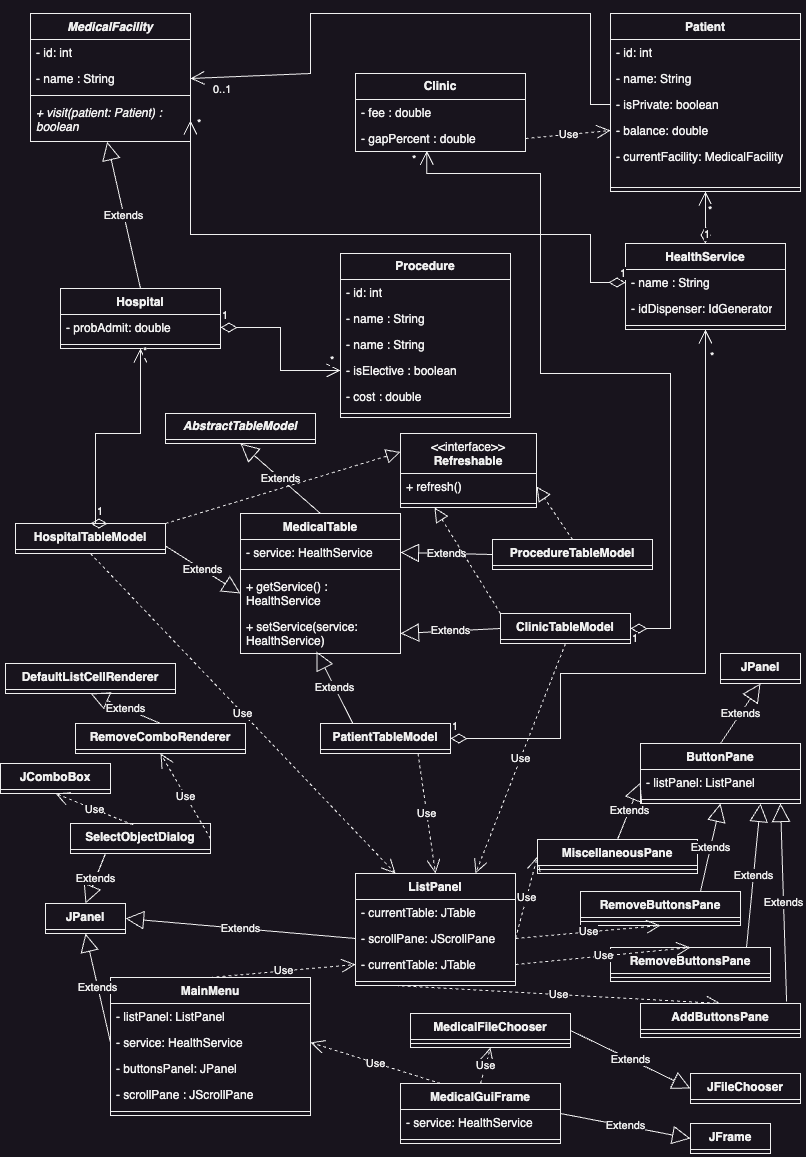 MedicalFacility
- id: int
- name : String
+ visit(patient: Patient) :
boolean
0..1
*
Patient
- id: int
- name: String
- isPrivate: boolean
- balance: double
- currentFacility: MedicalFacility
Clinic
- fee : double
- gapPercent : double
*
Use
Extends
*
1
HealthService
- name : String
- idDispenser: IdGenerator
1
*
Hospital
- probAdmit: double
1
*
Procedure
- id: int
- name : String
- name : String
- isElective : boolean
- cost : double
*
AbstractTableModel
Extends
<<interface>>
Refreshable
+ refresh()
1
HospitalTableModel
Extends
MedicalTable
- service: HealthService
+ getService() :
HealthService
+ setService(service:
HealthService)
Extends
ProcedureTableModel
Extends
ClinicTableModel
1
Extends
PatientTableModel
1
Use
Use
Use
DefaultListCellRenderer
Extends
RemoveComboRenderer
JComboBox
Use
Use
SelectObjectDialog
Extends
JPanel
Extends
Extends
JPanel
Extends
ButtonPane
- listPanel: ListPanel
Extends
MiscellaneousPane
Extends
RemoveButtonsPane
Extends
RemoveButtonsPane
Extends
AddButtonsPane
ListPanel
- currentTable: JTable
- scrollPane: JScrollPane
- currentTable: JTable
Use
Use
Use
Use
Use
MainMenu
- listPanel: ListPanel
- service: HealthService
- buttonsPanel: JPanel
- scrollPane : JScrollPane
MedicalFileChooser
Use
Use
Extends
JFileChooser
MedicalGuiFrame
- service: HealthService
Extends
JFrame